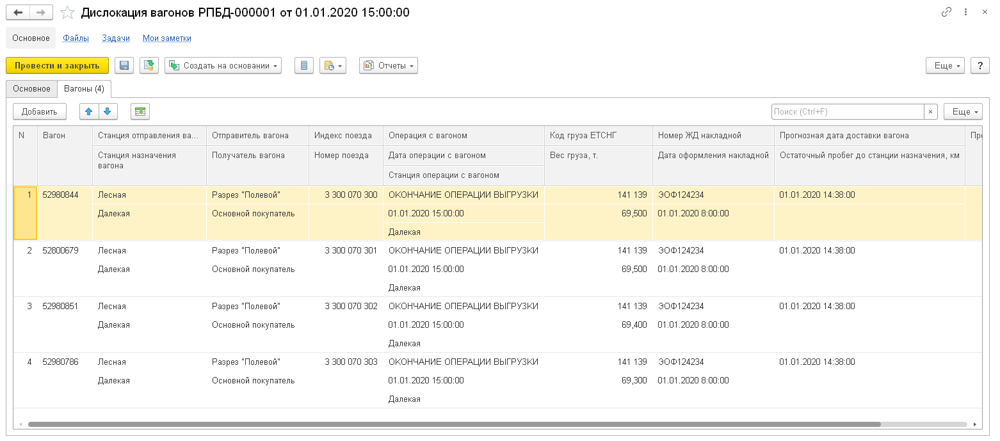 Дислокация вагонов РПБД-000001 от 01.01.2020 15:00:00
Основное Файлы Задачи Мои заметки
Провести и закрыть Создать на основании Отчеты Еще ?
Основное Вагоны (4)
Добавить Поиск (Ctrl+F) × Еще
N Вагон Станция отправления ва... Отправитель вагона Индекс поезда Операция с вагоном Код груза ЕТСНГ Номер ЖД накладной Прогнозная дата доставки вагона
Станция назначения вагона Получатель вагона Номер поезда Дата операции с вагоном Вес груза, т. Дата оформления накладной Остаточный пробег до станции назначения, км
Станция операции с вагоном
1 52980844 Лесная Разрез "Полевой" 3 300 070 300 ОКОНЧАНИЕ ОПЕРАЦИИ ВЫГРУЗКИ 141 139 ЭОФ124234 01.01.2020 14:38:00
Далекая Основной покупатель 01.01.2020 15:00:00 69,500 01.01.2020 8:00:00
Далекая
2 52800679 Лесная Разрез "Полевой" 3 300 070 301 ОКОНЧАНИЕ ОПЕРАЦИИ ВЫГРУЗКИ 141 139 ЭОФ124234 01.01.2020 14:38:00
Далекая Основной покупатель 01.01.2020 15:00:00 69,500 01.01.2020 8:00:00
Далекая
3 52980851 Лесная Разрез "Полевой" 3 300 070 302 ОКОНЧАНИЕ ОПЕРАЦИИ ВЫГРУЗКИ 141 139 ЭОФ124234 01.01.2020 14:38:00
Далекая Основной покупатель 01.01.2020 15:00:00 69,400 01.01.2020 8:00:00
Далекая
4 52980786 Лесная Разрез "Полевой" 3 300 070 303 ОКОНЧАНИЕ ОПЕРАЦИИ ВЫГРУЗКИ 141 139 ЭОФ124234 01.01.2020 14:38:00
Далекая Основной покупатель 01.01.2020 15:00:00 69,300 01.01.2020 8:00:00
Далекая